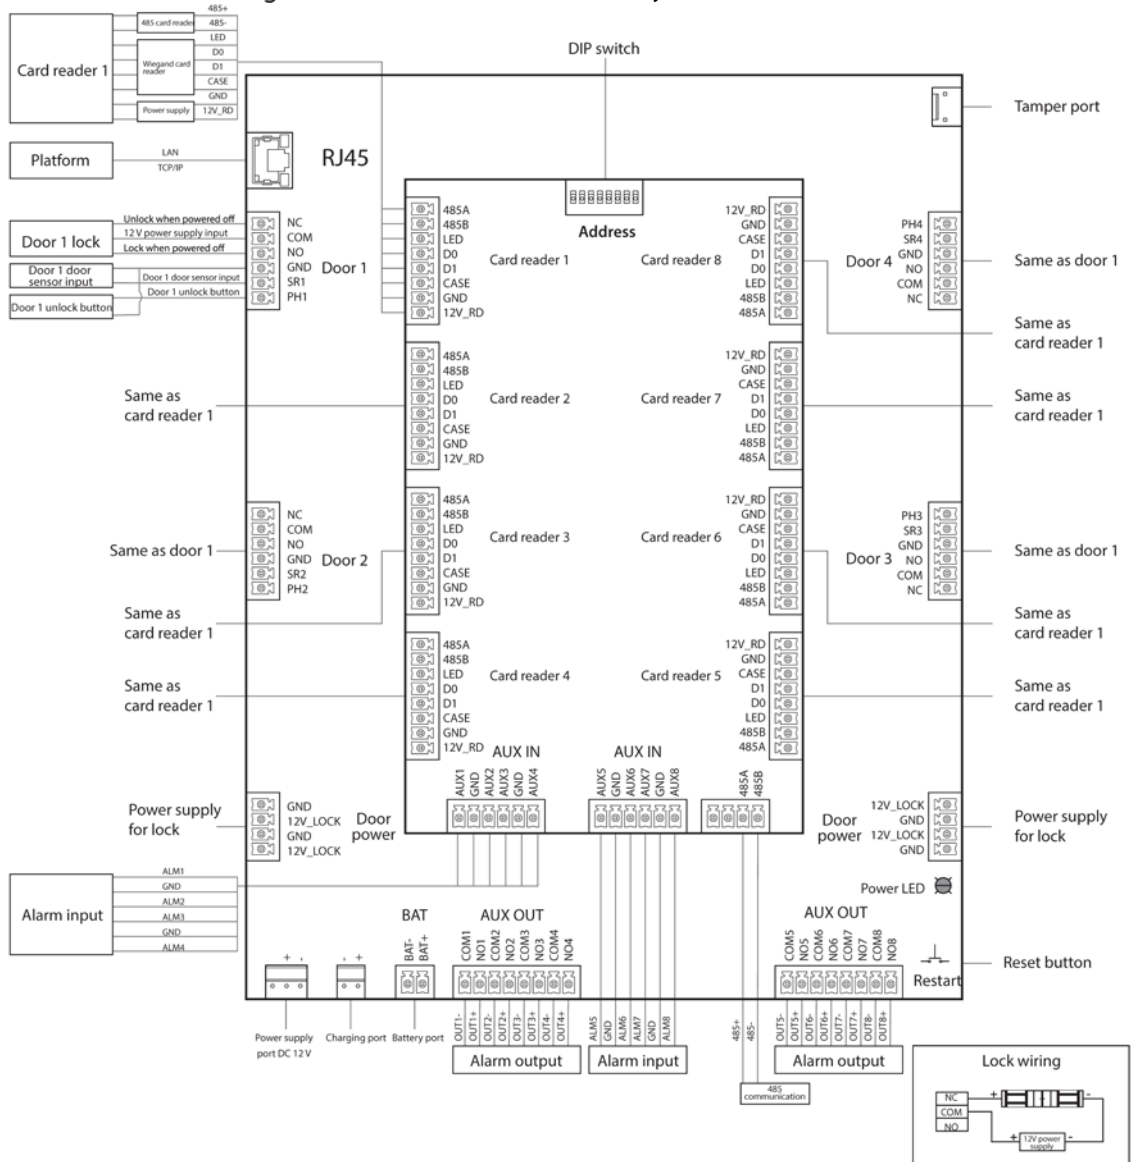 485+
485 card reader
485-
LED
D0
Card reader 1
Wiegand card
reader
D1
CASE
GND
Power supply
12V_RD
DIP switch
Tamper port
Platform
LAN
TCP/IP
RJ45
Address
Door 1 lock
Unlock when powered off
12 V power supply input
Lock when powered off
Door 1 door
sensor input
Door 1 door sensor input
Door 1 unlock button
Door 1 unlock button
NC
COM
NO
GND
SR1
PH1
Door 1
485A
485B
LED
D0
D1
CASE
GND
12V_RD
Card reader 1
12V_RD
GND
CASE
D1
D0
LED
485B
485A
Card reader 8
PH4
SR4
GND
NO
COM
NC
Door 4
Same as door 1
Same as
card reader 1
Same as
card reader 1
485A
485B
LED
D0
D1
CASE
GND
12V_RD
Card reader 2
12V_RD
GND
CASE
D1
D0
LED
485B
485A
Card reader 7
Same as
card reader 1
Same as door 1
NC
COM
NO
GND
SR2
PH2
Door 2
485A
485B
LED
D0
D1
CASE
GND
12V_RD
Card reader 3
12V_RD
GND
CASE
D1
D0
LED
485B
485A
Card reader 6
PH3
SR3
GND
NO
COM
NC
Door 3
Same as door 1
Same as
card reader 1
Same as
card reader 1
Same as
card reader 1
485A
485B
LED
D0
D1
CASE
GND
12V_RD
Card reader 4
12V_RD
GND
CASE
D1
D0
LED
485B
485A
Card reader 5
Same as
card reader 1
AUX IN
AUX1
GND
AUX2
AUX3
GND
AUX4
AUX IN
AUX5
GND
AUX6
AUX7
GND
AUX8
485A
485B
Power supply
for lock
GND
12V_LOCK
GND
12V_LOCK
Door
power
Door
power
12V_LOCK
GND
12V_LOCK
GND
Power supply
for lock
Power LED
Alarm input
ALM1
GND
ALM2
ALM3
GND
ALM4
BAT
BAT-
BAT+
AUX OUT
COM1
NO1
COM2
NO2
COM3
NO3
COM4
NO4
AUX OUT
COM5
NO5
COM6
NO6
COM7
NO7
COM8
NO8
Restart
Reset button
+ -
- +
Power supply
port DC 12 V
Charging port
Battery port
OUT1-
OUT1+
OUT2-
OUT2+
OUT3-
OUT3+
OUT4-
OUT4+
Alarm output
ALM5
GND
ALM6
ALM7
GND
ALM8
Alarm input
485+
485-
485
communication
OUT5-
OUT5+
OUT6-
OUT6+
OUT7-
OUT7+
OUT8-
OUT8+
Alarm output
Lock wiring
NC
COM
NO
+ -
+ 12V power
supply -